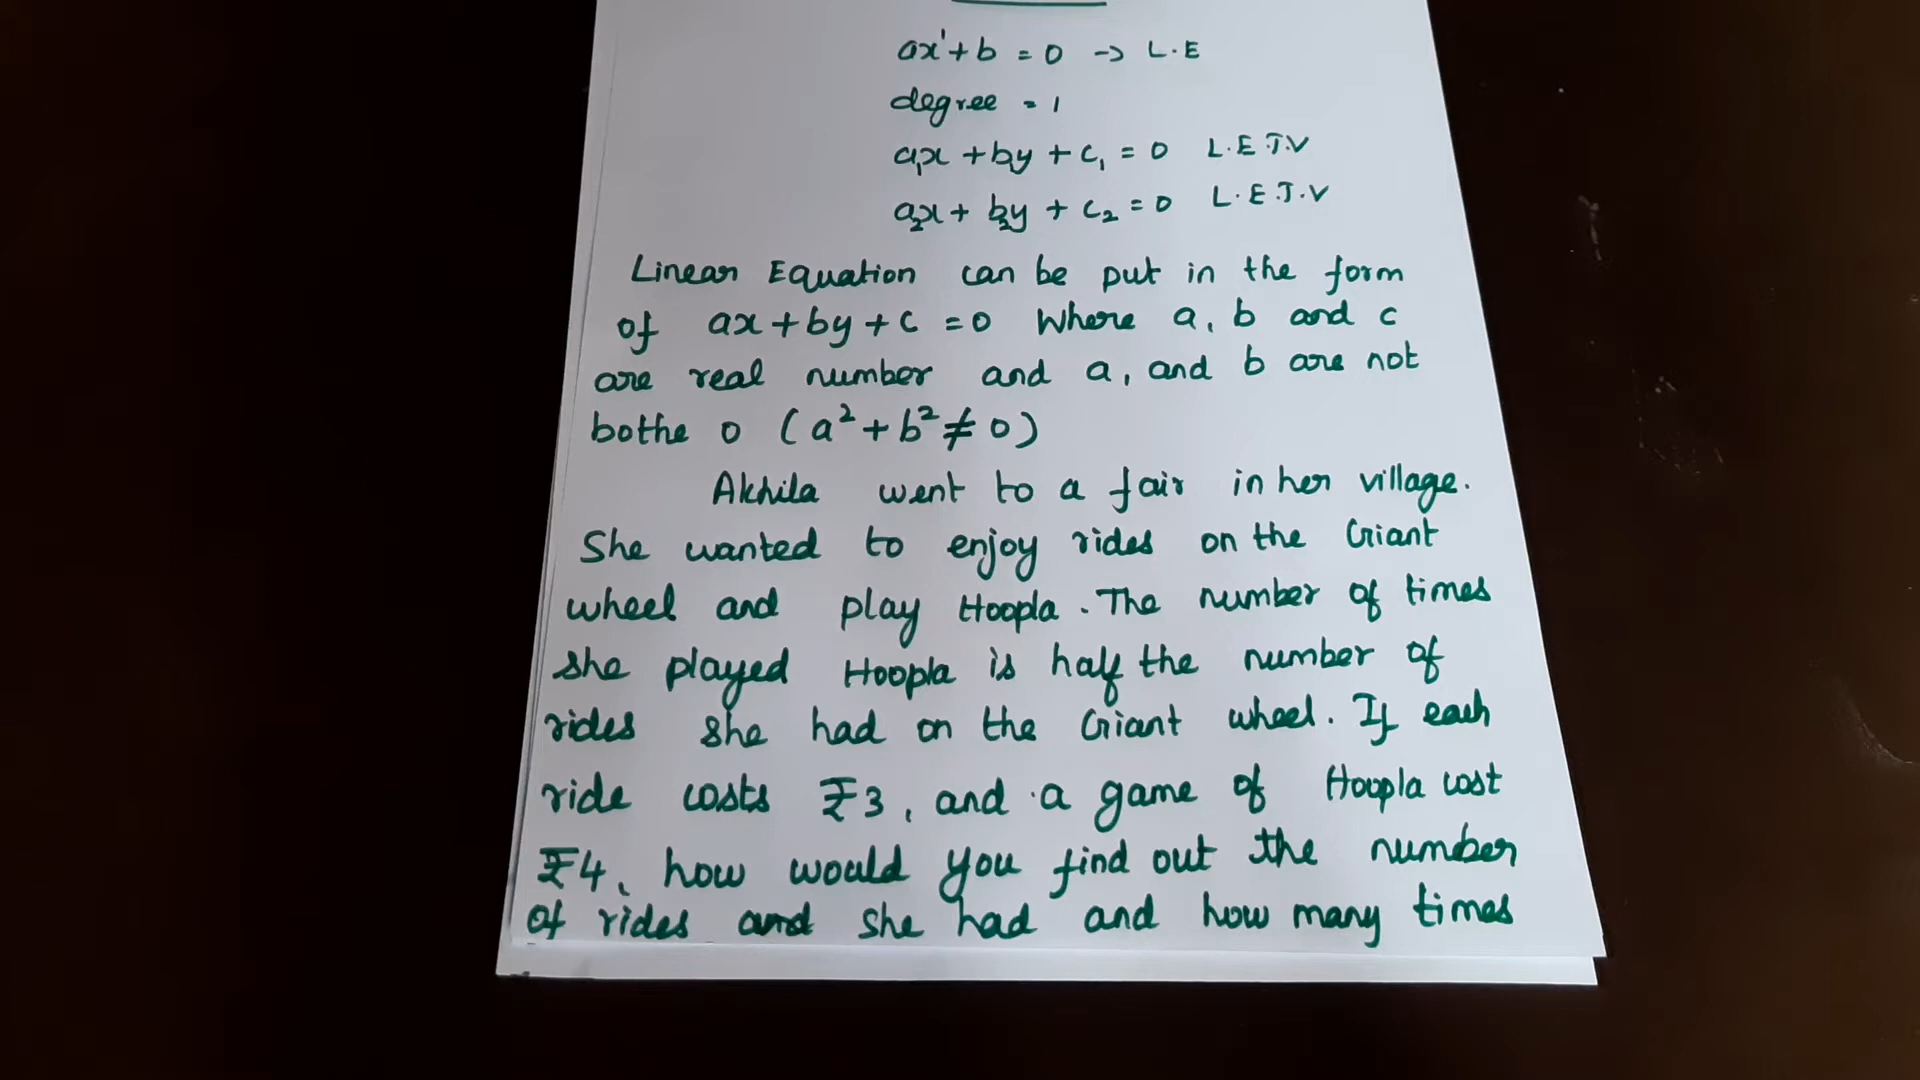 ax¹ + b = 0 → L.E
degree = 1
a₁x + b₁y + c₁ = 0 L.E.T.V
a₂x + b₂y + c₂ = 0 L.E.T.V
Linear Equation can be put in the form
of ax + by + c = 0 Where a, b and c
are real number and a, and b are not
bothe 0 (a² + b² ≠ 0)
Akhila went to a fair in her village.
She wanted to enjoy rides on the Giant
wheel and play Hoopla. The number of times
she played Hoopla is half the number of
rides she had on the Giant wheel. If each
ride costs ₹3, and a game of Hoopla cost
₹4, how would you find out the number
of rides and she had and how many times